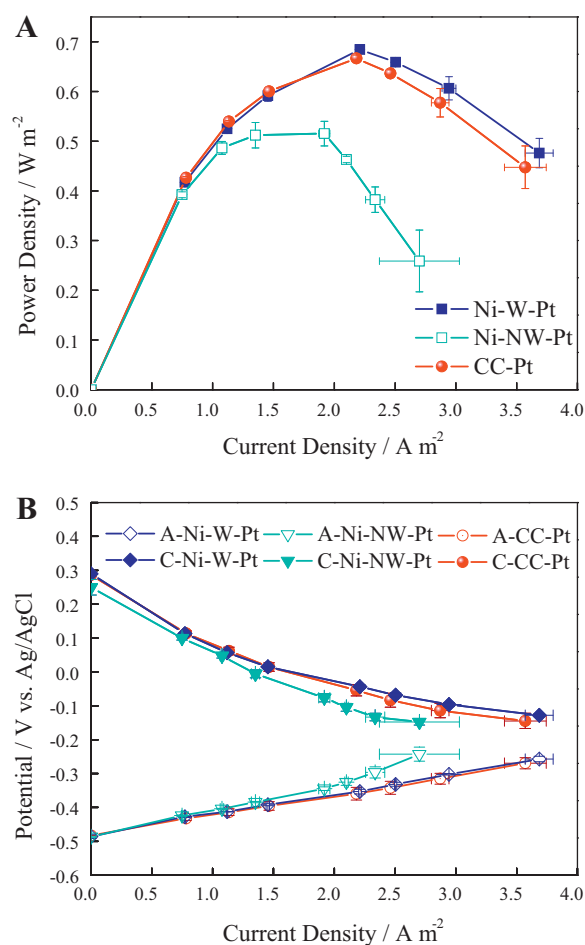 A
Power Density / W m-2
0.7
0.6
0.5
0.4
0.3
0.2
0.1
0.0
Ni-W-Pt
Ni-NW-Pt
CC-Pt
0.0 0.5 1.0 1.5 2.0 2.5 3.0 3.5 4.0
Current Density / A m-2
B
Potential / V vs. Ag/AgCl
0.5
0.4
0.3
0.2
0.1
0.0
-0.1
-0.2
-0.3
-0.4
-0.5
-0.6
A-Ni-W-Pt A-Ni-NW-Pt A-CC-Pt
C-Ni-W-Pt C-Ni-NW-Pt C-CC-Pt
0.0 0.5 1.0 1.5 2.0 2.5 3.0 3.5 4.0
Current Density / A m-2